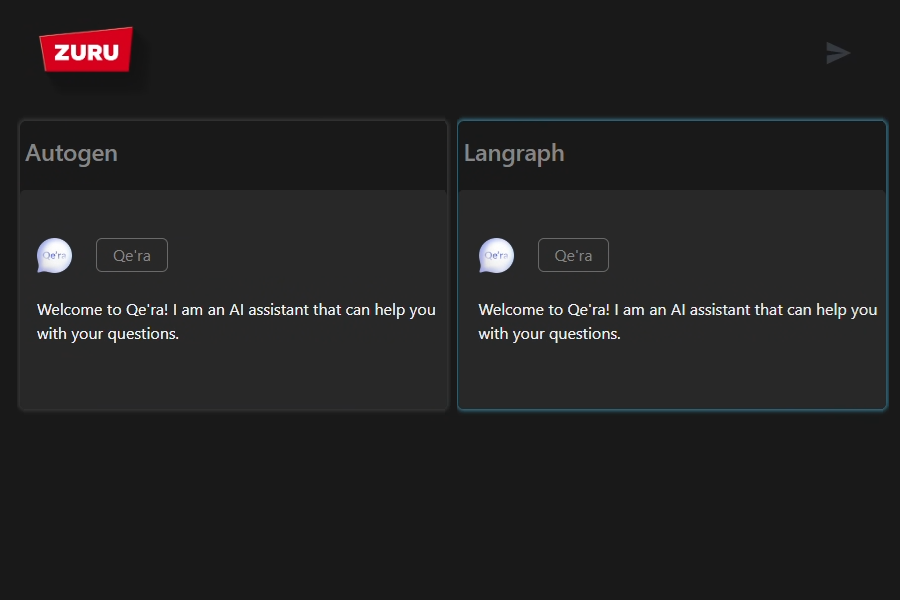 ZURU
Autogen
Qe'ra
Qe'ra
Welcome to Qe'ra! I am an AI assistant that can help you
with your questions.
Langraph
Qe'ra
Qe'ra
Welcome to Qe'ra! I am an AI assistant that can help you
with your questions.